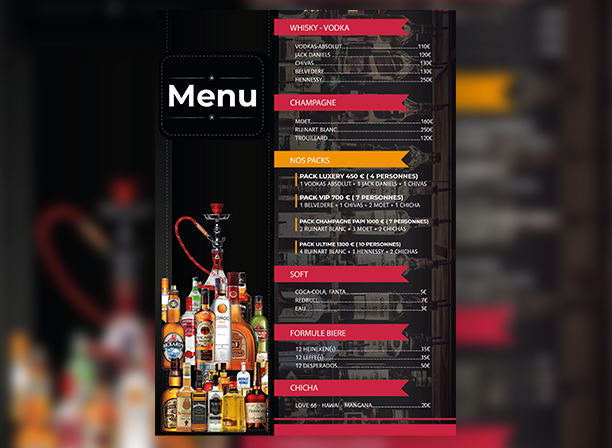 Menu
WHISKY - VODKA
VODKAS-ABSOLUT 110€
JACK DANIELS 120€
CHIVAS 130€
BELVEDERE 130€
HENNESSY 250€
CHAMPAGNE
MOET 160€
RUINART BLANC 250€
TROUILLARD 120€
NOS PACKS
PACK LUXERY 450 € ( 4 PERSONNES)
1 VODKAS ABSOLUT + 1 JACK DANIELS + 1 CHIVAS
PACK VIP 700 € ( 7 PERSONNES)
1 BELVEDERE + 1 CHIVAS + 2 MOET + 1 CHICHA
PACK CHAMPAGNE PAPI 1000 € ( 7 PERSONNES)
2 RUINART BLANC + 3 MOET + 2 CHICHAS
PACK ULTIME 1300 € ( 10 PERSONNES)
4 RUINART BLANC + 1 HENNESSY + 2 CHICHAS
SOFT
COCA-COLA, FANTA 5€
REDBULL 7€
EAU 3€
FORMULE BIERE
12 HEINEKEN(s) 35€
12 LEFFE(s) 35€
12 DESPERADOS 50€
CHICHA
LOVE 66 - HAWAI - MANGANA 20€
CIROC